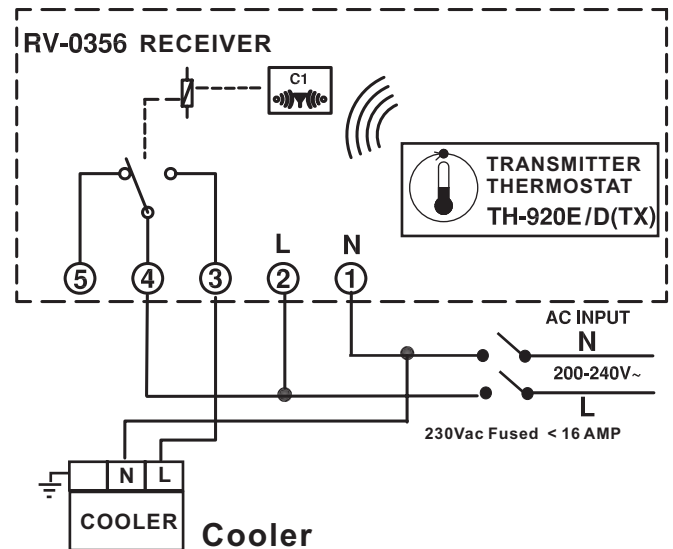 RV-0356 RECEIVER
C1
TRANSMITTER
THERMOSTAT
TH-920E/D(TX)
L N
5 4 3 2 1
AC INPUT
N
200-240V~
L
230Vac Fused < 16 AMP
N L
COOLER
Cooler